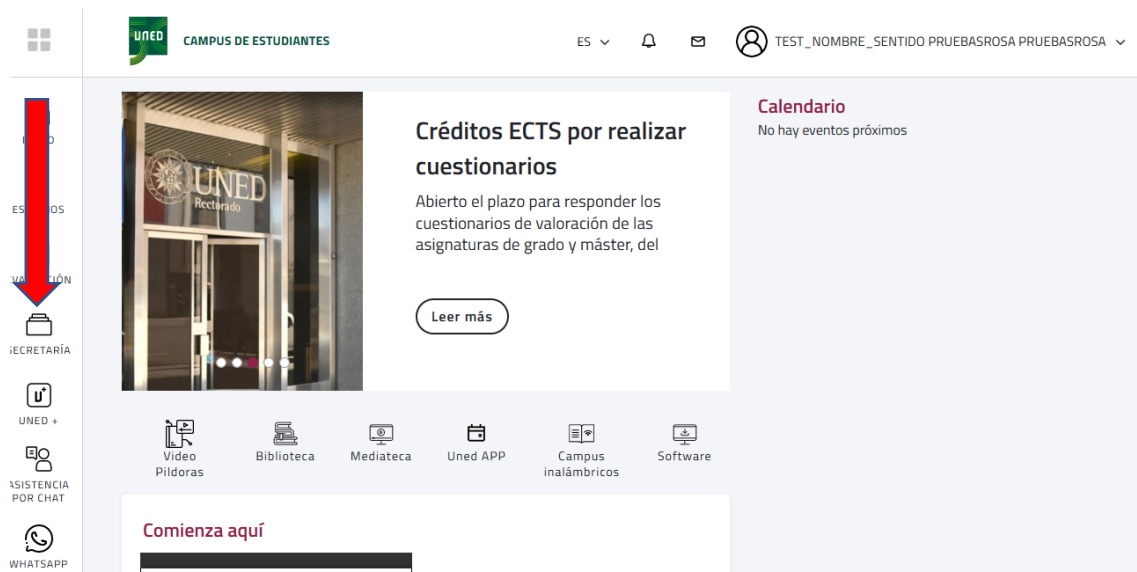 UNED
CAMPUS DE ESTUDIANTES
ES
TEST_NOMBRE_SENTIDO PRUEBASROSA PRUEBASROSA
SECRETARÍA
U+
UNED +
ASISTENCIA
POR CHAT
WHATSAPP
UNED
Rectorado
Créditos ECTS por realizar
cuestionarios
Abierto el plazo para responder los
cuestionarios de valoración de las
asignaturas de grado y máster, del
Leer más
Calendario
No hay eventos próximos
Video
Pildoras
Biblioteca
Mediateca
Uned APP
Campus
inalámbricos
Software
Comienza aquí